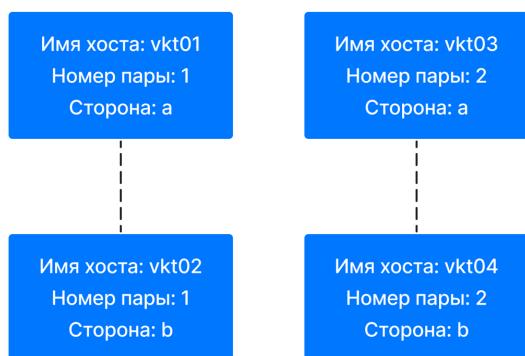 Имя хоста: vkt01
Номер пары: 1
Сторона: a
Имя хоста: vkt03
Номер пары: 2
Сторона: a
Имя хоста: vkt02
Номер пары: 1
Сторона: b
Имя хоста: vkt04
Номер пары: 2
Сторона: b